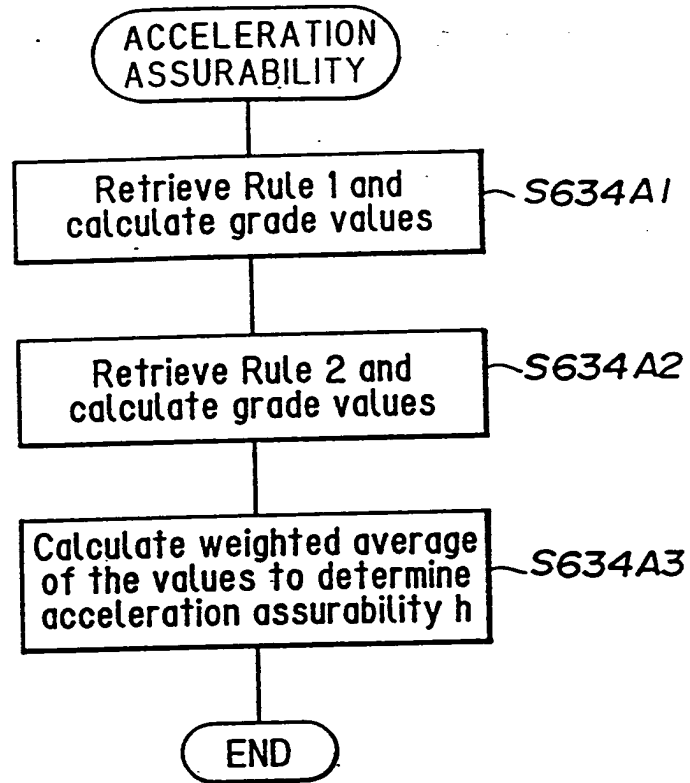 ACCELERATION
ASSURABILITY
Retrieve Rule 1 and
calculate grade values
S634A1
Retrieve Rule 2 and
calculate grade values
S634A2
Calculate weighted average
of the values to determine
acceleration assurability h
S634A3
END